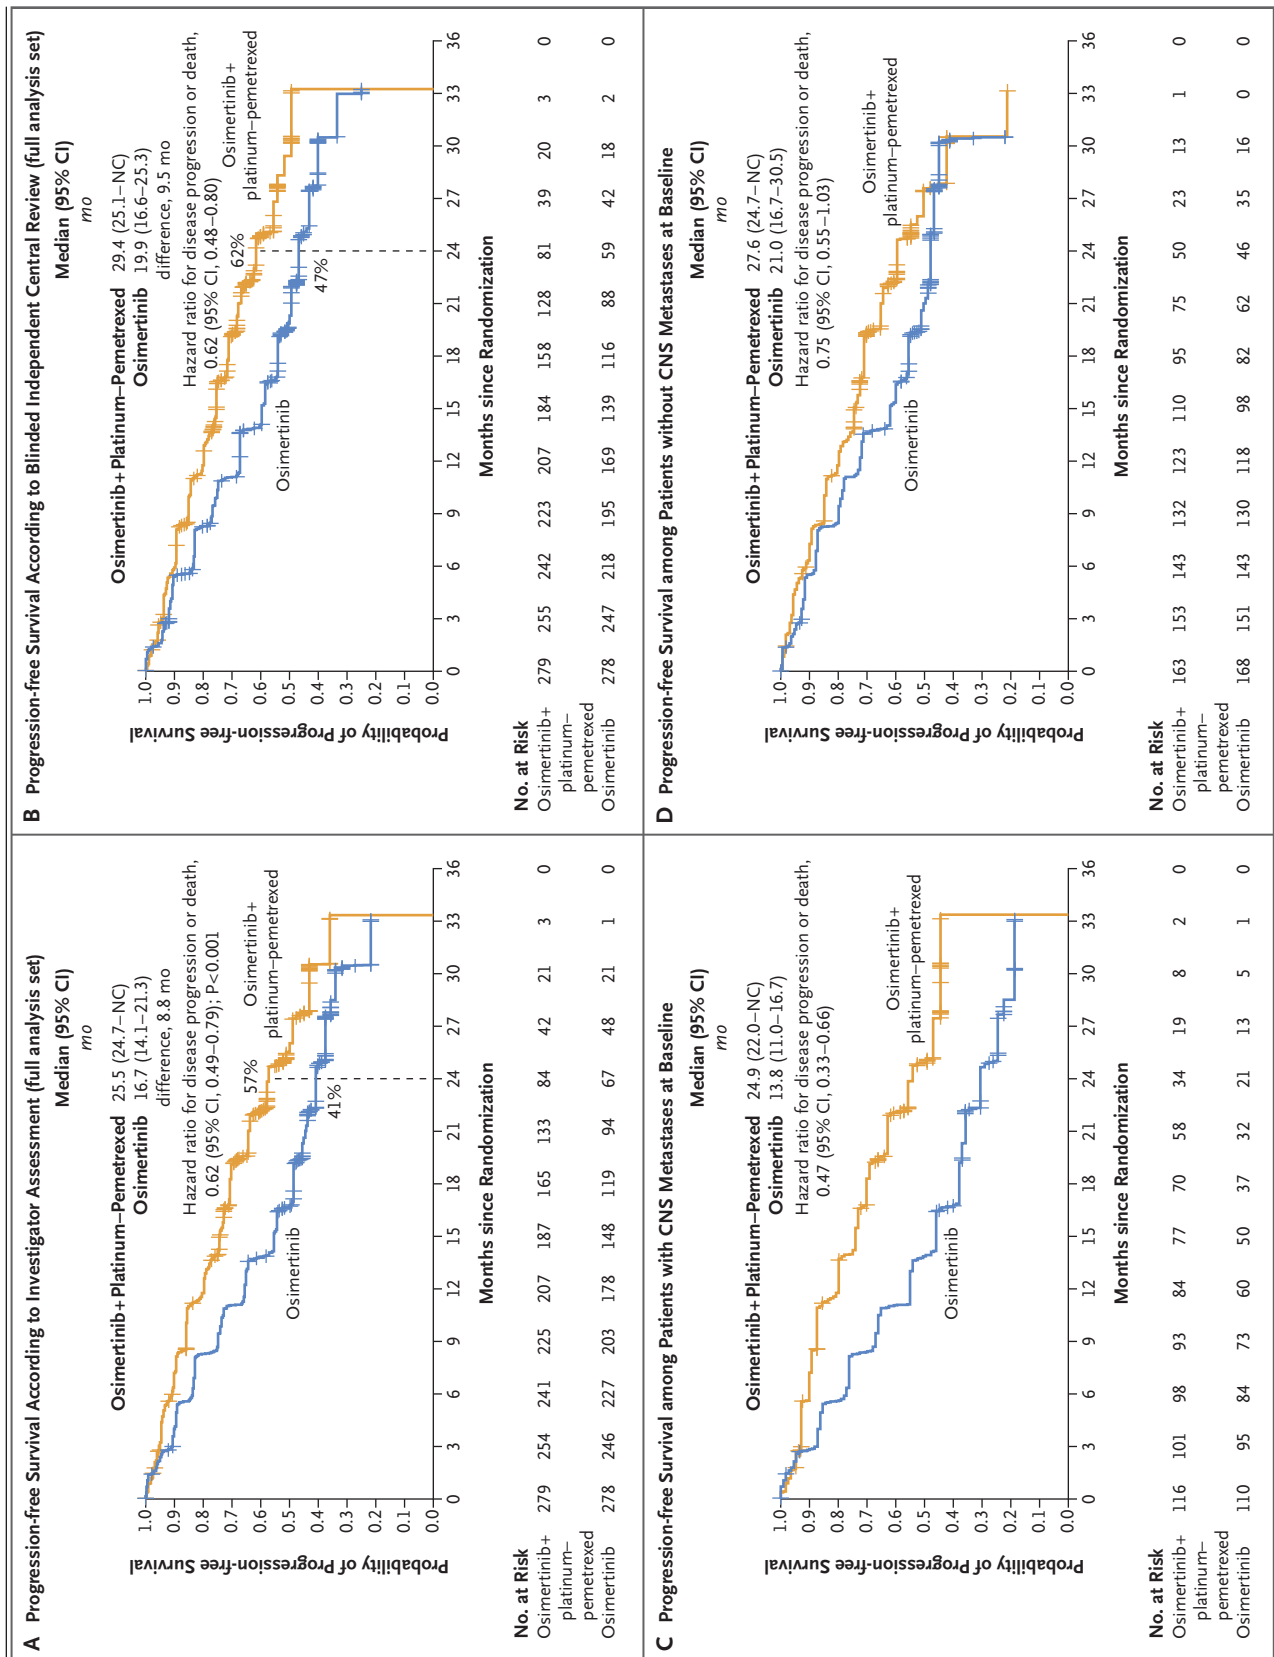 A Progression-free Survival According to Investigator Assessment (full analysis set)
Median (95% CI)
mo
Osimertinib+Platinum–Pemetrexed 25.5 (24.7–NC)
Osimertinib 16.7 (14.1–21.3)
difference, 8.8 mo
Hazard ratio for disease progression or death,
0.62 (95% CI, 0.49–0.79); P<0.001
Probability of Progression-free Survival
1.0
0.9
0.8
0.7
0.6
0.5
0.4
0.3
0.2
0.1
0.0
57%
41%
Osimertinib+
platinum–pemetrexed
Osimertinib
0 3 6 9 12 15 18 21 24 27 30 33 36
Months since Randomization
No. at Risk
Osimertinib+ 279 254 241 225 207 187 165 133 84 42 21 3 0
platinum–
pemetrexed
Osimertinib 278 246 227 203 178 148 119 94 67 48 21 1 0
B Progression-free Survival According to Blinded Independent Central Review (full analysis set)
Median (95% CI)
mo
Osimertinib+Platinum–Pemetrexed 29.4 (25.1–NC)
Osimertinib 19.9 (16.6–25.3)
difference, 9.5 mo
Hazard ratio for disease progression or death,
0.62 (95% CI, 0.48–0.80)
Probability of Progression-free Survival
1.0
0.9
0.8
0.7
0.6
0.5
0.4
0.3
0.2
0.1
0.0
62%
47%
Osimertinib+
platinum–pemetrexed
Osimertinib
0 3 6 9 12 15 18 21 24 27 30 33 36
Months since Randomization
No. at Risk
Osimertinib+ 279 255 242 223 207 184 158 128 81 39 20 3 0
platinum–
pemetrexed
Osimertinib 278 247 218 195 169 139 116 88 59 42 18 2 0
C Progression-free Survival among Patients with CNS Metastases at Baseline
Median (95% CI)
mo
Osimertinib+Platinum–Pemetrexed 24.9 (22.0–NC)
Osimertinib 13.8 (11.0–16.7)
Hazard ratio for disease progression or death,
0.47 (95% CI, 0.33–0.66)
Probability of Progression-free Survival
1.0
0.9
0.8
0.7
0.6
0.5
0.4
0.3
0.2
0.1
0.0
Osimertinib+
platinum–pemetrexed
Osimertinib
0 3 6 9 12 15 18 21 24 27 30 33 36
Months since Randomization
No. at Risk
Osimertinib+ 116 101 98 93 84 77 70 58 34 19 8 2 0
platinum–
pemetrexed
Osimertinib 110 95 84 73 60 50 37 32 21 13 5 1 0
D Progression-free Survival among Patients without CNS Metastases at Baseline
Median (95% CI)
mo
Osimertinib+Platinum–Pemetrexed 27.6 (24.7–NC)
Osimertinib 21.0 (16.7–30.5)
Hazard ratio for disease progression or death,
0.75 (95% CI, 0.55–1.03)
Probability of Progression-free Survival
1.0
0.9
0.8
0.7
0.6
0.5
0.4
0.3
0.2
0.1
0.0
Osimertinib+
platinum–pemetrexed
Osimertinib
0 3 6 9 12 15 18 21 24 27 30 33 36
Months since Randomization
No. at Risk
Osimertinib+ 163 153 143 132 123 110 95 75 50 23 13 1 0
platinum–
pemetrexed
Osimertinib 168 151 143 130 118 98 82 62 46 35 16 0 0